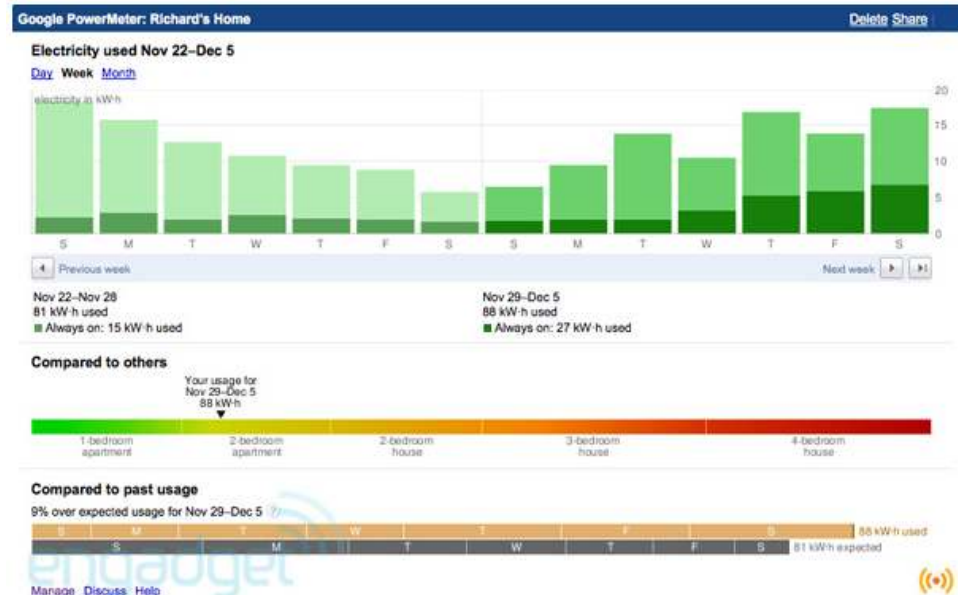 Google PowerMeter: Richard's Home
Delete Share
Electricity used Nov 22–Dec 5
Day Week Month
electricity in kW·h
20
15
10
5
0
S M T W T F S S M T W T F S
Previous week
Next week
Nov 22–Nov 28
81 kW·h used
Always on: 15 kW·h used
Nov 29–Dec 5
88 kW·h used
Always on: 27 kW·h used
Compared to others
Your usage for
Nov 29–Dec 5
88 kW·h
1-bedroom
apartment
2-bedroom
apartment
2-bedroom
house
3-bedroom
house
4-bedroom
house
Compared to past usage
9% over expected usage for Nov 29–Dec 5 (?)
S M T W T F S 88 kW·h used
S M T W T F S 81 kW·h expected
engadget
Manage Discuss Help